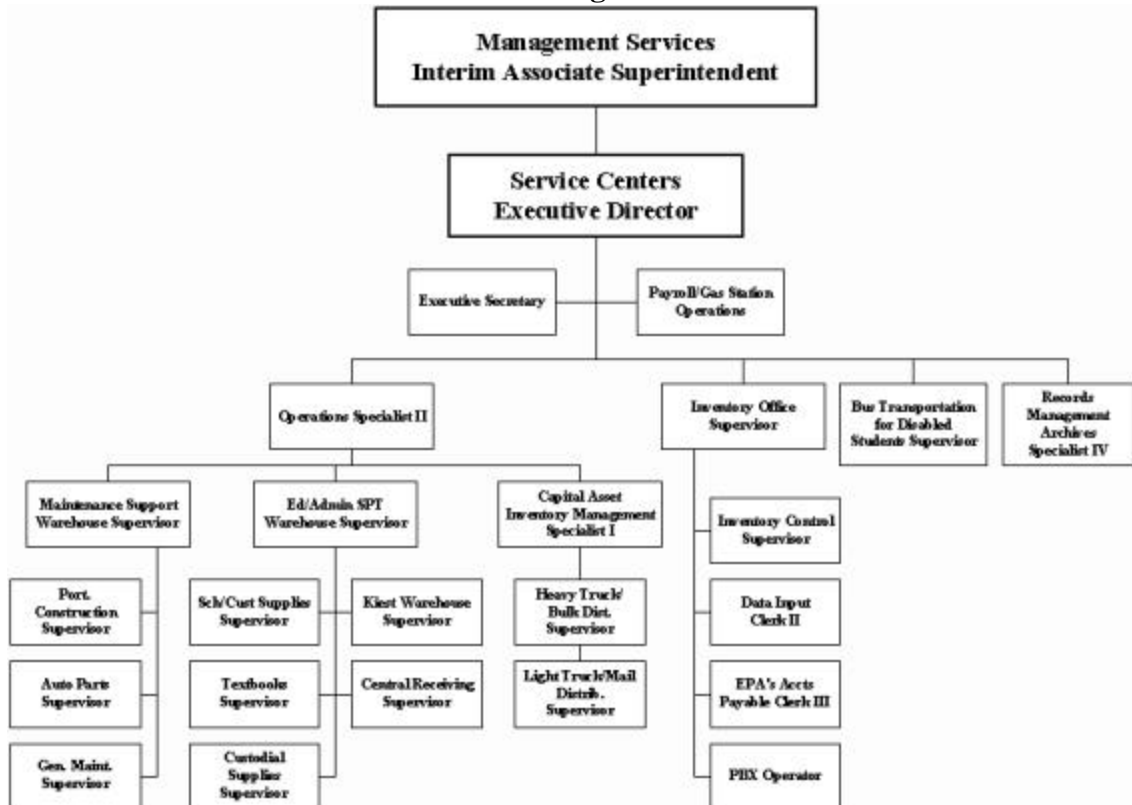 Management Services
Interim Associate Superintendent
Service Centers
Executive Director
Executive Secretary
Payroll/Gas Station
Operations
Operations Specialist II
Inventory Office
Supervisor
Bus Transportation
for Disabled
Students Supervisor
Records
Management
Archives
Specialist IV
Maintenance Support
Warehouse Supervisor
Ed/Admin SPT
Warehouse Supervisor
Capital Asset
Inventory Management
Specialist I
Inventory Control
Supervisor
Port.
Construction
Supervisor
Sch/Cust Supplies
Supervisor
Kiest Warehouse
Supervisor
Heavy Truck/
Bulk Dist.
Supervisor
Data Input
Clerk II
Auto Parts
Supervisor
Textbooks
Supervisor
Central Receiving
Supervisor
Light Truck/Mail
Distrib.
Supervisor
EPA's Accts
Payable Clerk III
Gen. Maint.
Supervisor
Custodial
Supplies
Supervisor
PBX Operator